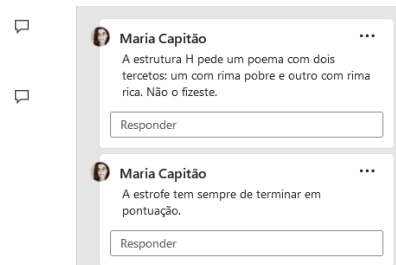 Maria Capitão
A estrutura H pede um poema com dois
tercetos: um com rima pobre e outro com rima
rica. Não o fizeste.
Responder
Maria Capitão
A estrofe tem sempre de terminar em
pontuação.
Responder